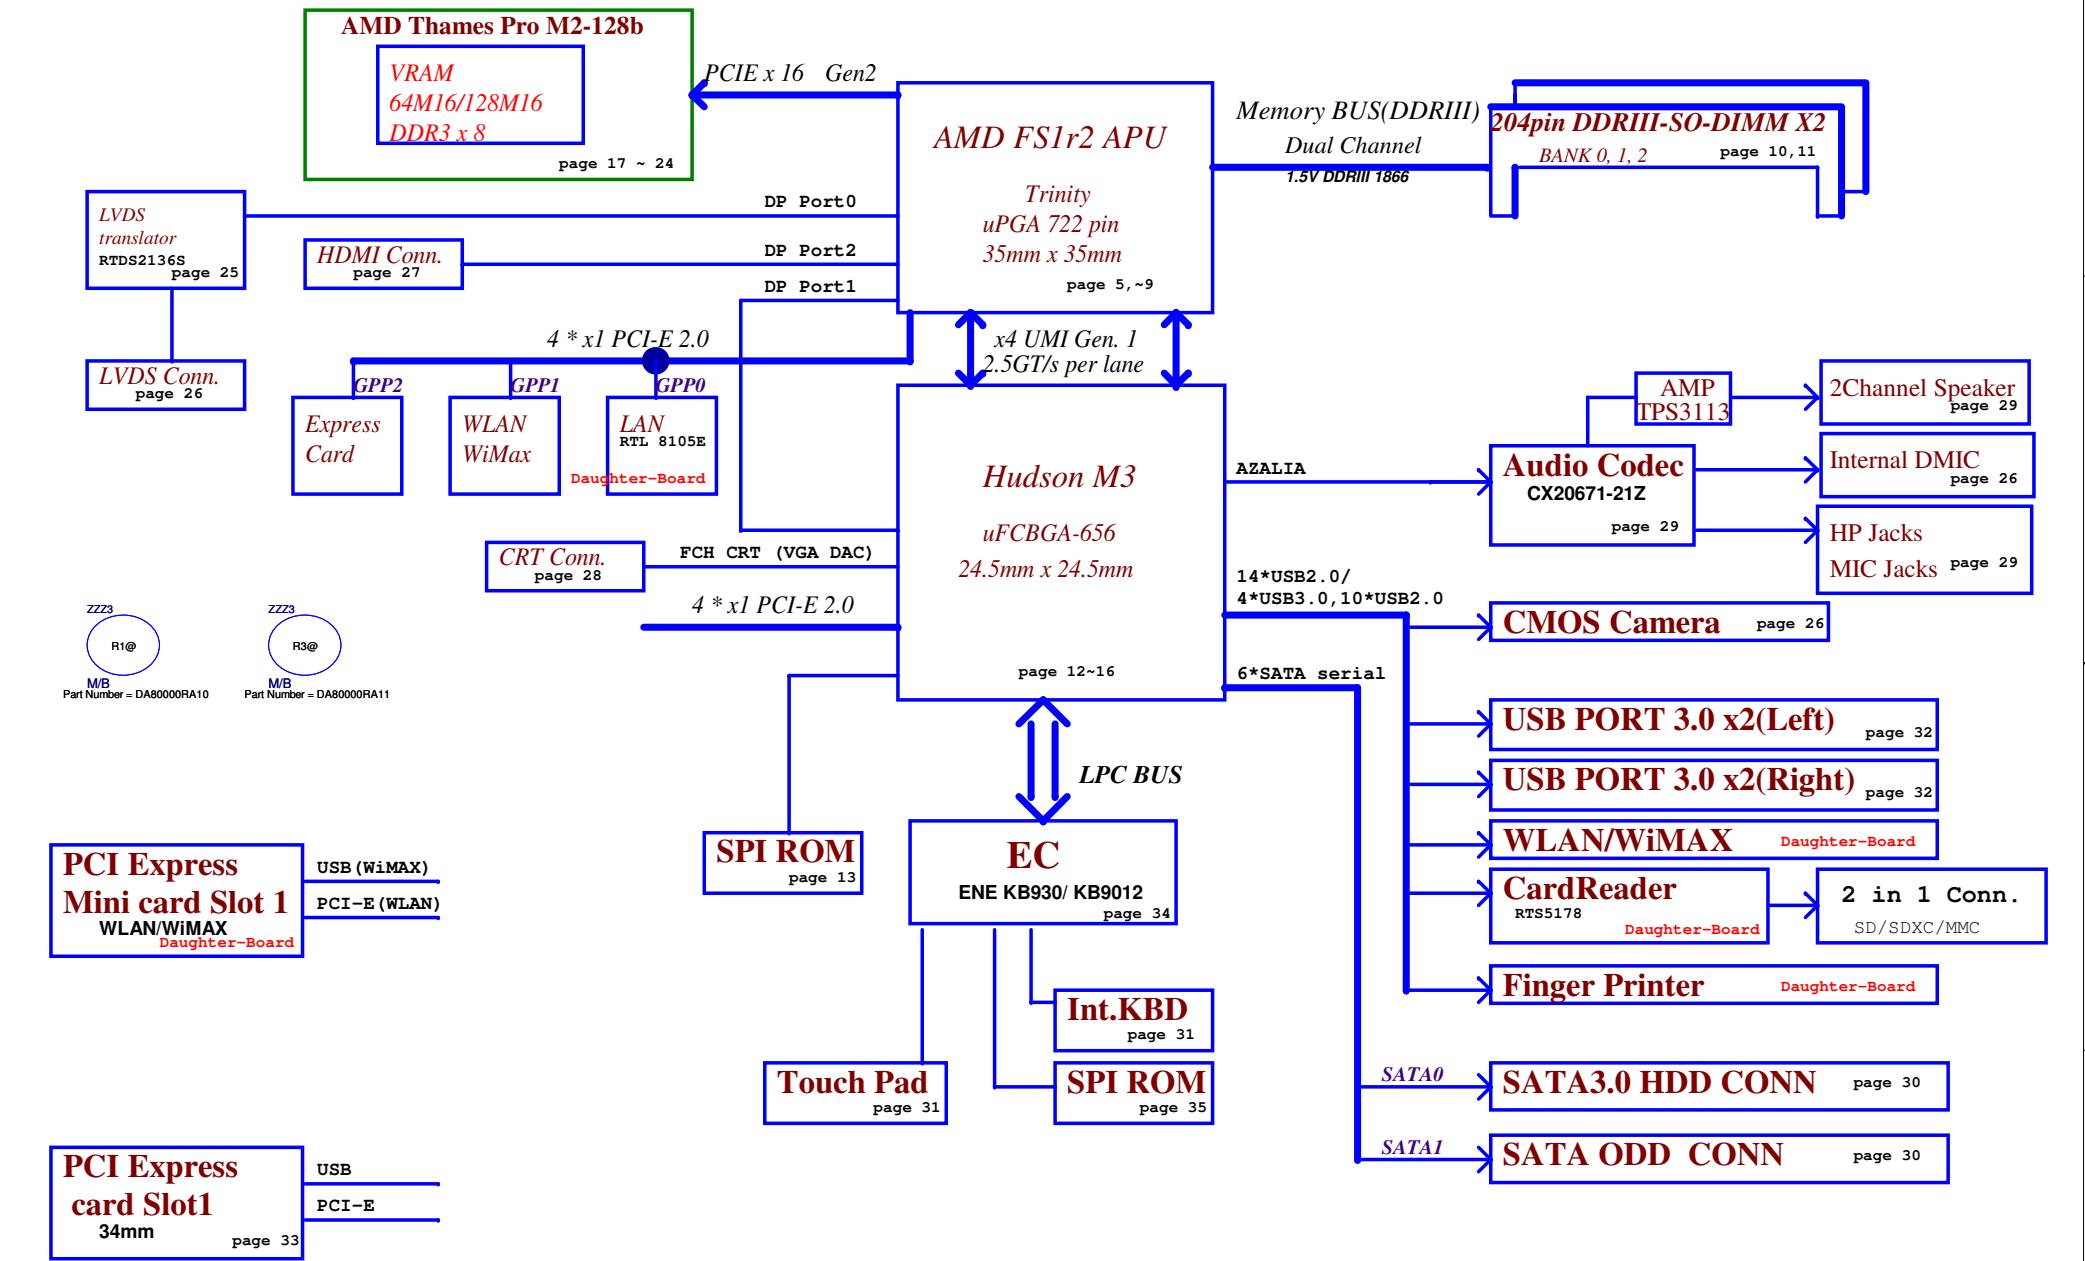 AMD Thames Pro M2-128b
VRAM
64M16/128M16
DDR3 x 8
page 17 ~ 24
PCIE x 16   Gen2
AMD FS1r2 APU
Trinity
uPGA 722 pin
35mm x 35mm
page 5,~9
Memory BUS(DDRIII)
Dual Channel
1.5V DDRIII 1866
204pin DDRIII-SO-DIMM X2
BANK 0, 1, 2
page 10,11
LVDS
translator
RTDS2136S
page 25
DP Port0
HDMI Conn.
page 27
DP Port2
DP Port1
LVDS Conn.
page 26
4 * x1 PCI-E 2.0
x4 UMI Gen. 1
2.5GT/s per lane
GPP2
GPP1
GPP0
Express
Card
WLAN
WiMax
LAN
RTL 8105E
Daughter-Board
Hudson M3
uFCBGA-656
24.5mm x 24.5mm
page 12~16
CRT Conn.
page 28
FCH CRT (VGA DAC)
4 * x1 PCI-E 2.0
AZALIA
Audio Codec
CX20671-21Z
page 29
AMP
TPS3113
2Channel Speaker
page 29
Internal DMIC
page 26
HP Jacks
MIC Jacks
page 29
14*USB2.0/
4*USB3.0,10*USB2.0
CMOS Camera
page 26
6*SATA serial
USB PORT 3.0 x2(Left)
page 32
USB PORT 3.0 x2(Right)
page 32
WLAN/WiMAX
Daughter-Board
CardReader
RTS5178
Daughter-Board
2 in 1 Conn.
SD/SDXC/MMC
Finger Printer
Daughter-Board
SATA0
SATA3.0 HDD CONN
page 30
SATA1
SATA ODD  CONN
page 30
ZZZ3
R1@
M/B
Part Number = DA80000RA10
ZZZ3
R3@
M/B
Part Number = DA80000RA11
LPC BUS
SPI ROM
page 13
EC
ENE KB930/ KB9012
page 34
Int.KBD
page 31
Touch Pad
page 31
SPI ROM
page 35
PCI Express
Mini card Slot 1
WLAN/WiMAX
Daughter-Board
USB(WiMAX)
PCI-E(WLAN)
PCI Express
card Slot1
34mm
page 33
USB
PCI-E